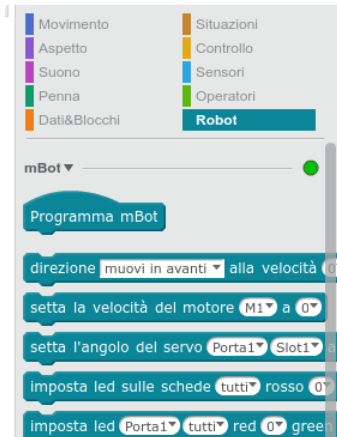 Movimento Situazioni
Aspetto Controllo
Suono Sensori
Penna Operatori
Dati&Blocchi Robot
mBot
Programma mBot
direzione muovi in avanti alla velocità 0
setta la velocità del motore M1 a 0
setta l'angolo del servo Porta1 Slot1 a
imposta led sulle schede tutti rosso 0
imposta led Porta1 tutti red 0 green